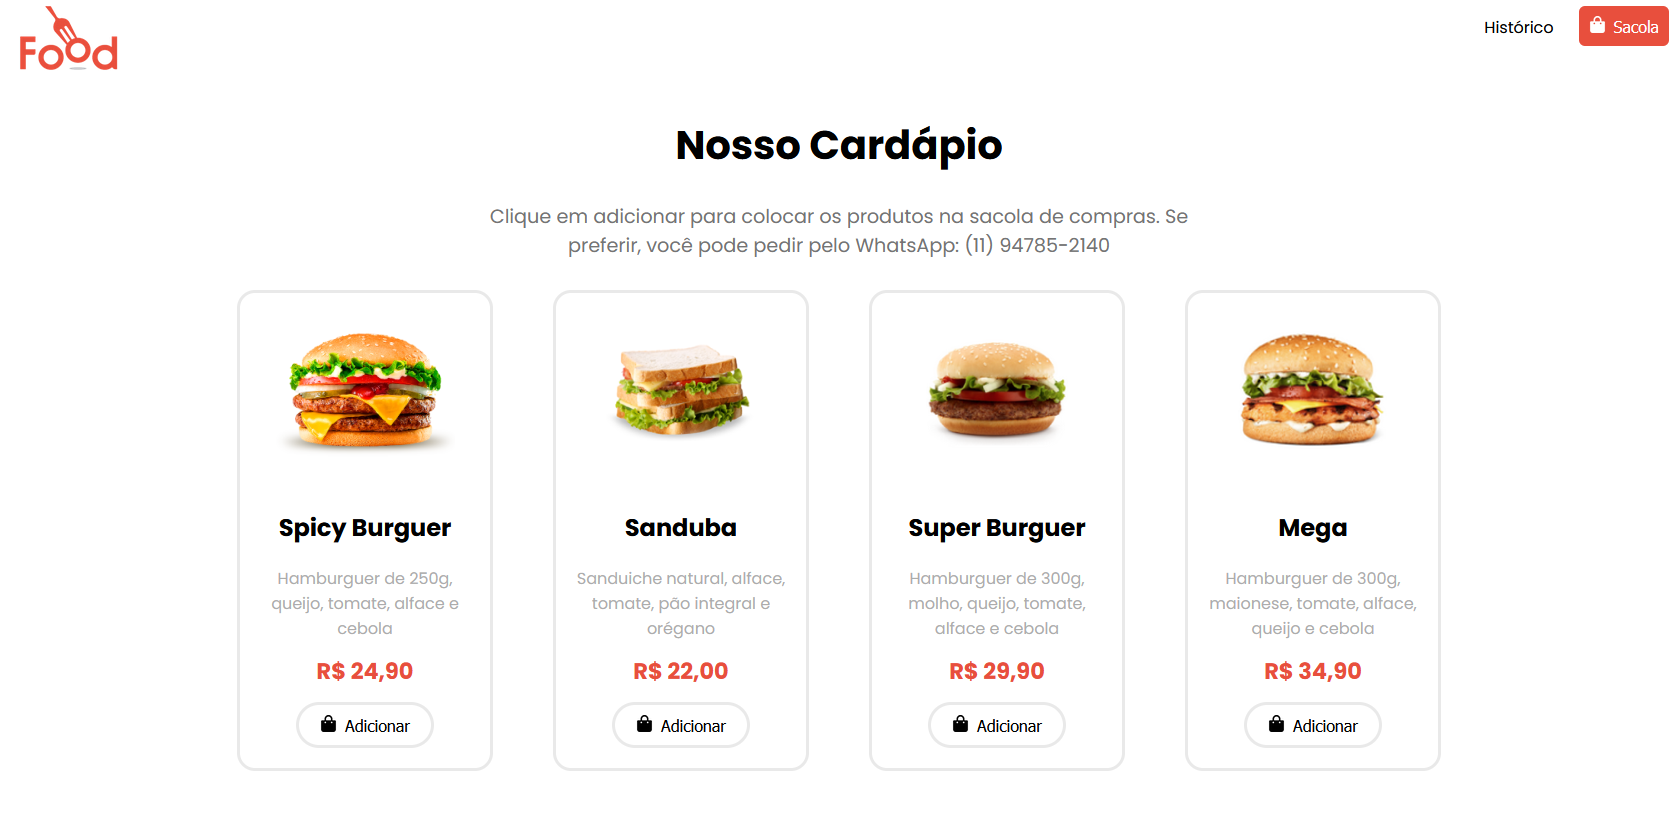 Food
Histórico
Sacola
Nosso Cardápio
Clique em adicionar para colocar os produtos na sacola de compras. Se
preferir, você pode pedir pelo WhatsApp: (11) 94785-2140
Spicy Burguer
Hamburguer de 250g,
queijo, tomate, alface e
cebola
R$ 24,90
Adicionar
Sanduba
Sanduiche natural, alface,
tomate, pão integral e
orégano
R$ 22,00
Adicionar
Super Burguer
Hamburguer de 300g,
molho, queijo, tomate,
alface e cebola
R$ 29,90
Adicionar
Mega
Hamburguer de 300g,
maionese, tomate, alface,
queijo e cebola
R$ 34,90
Adicionar